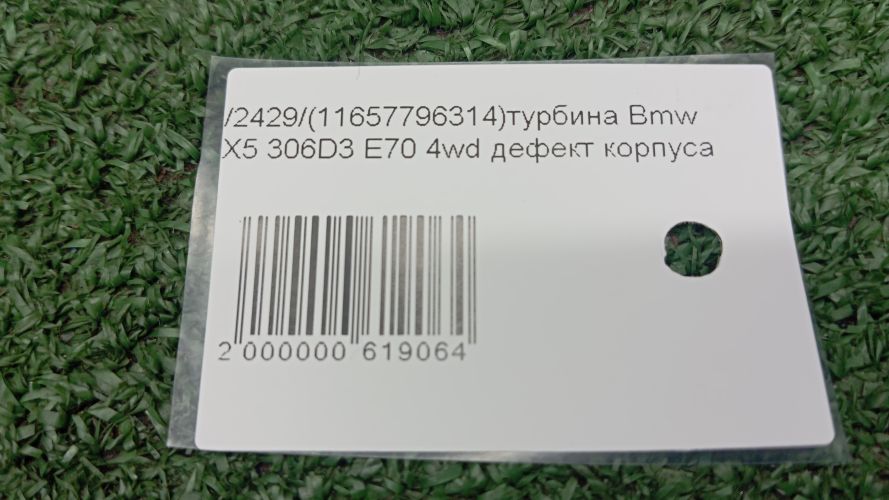 /2429/(11657796314)турбина Bmw
X5 306D3 E70 4wd дефект корпуса
2 000000 619064